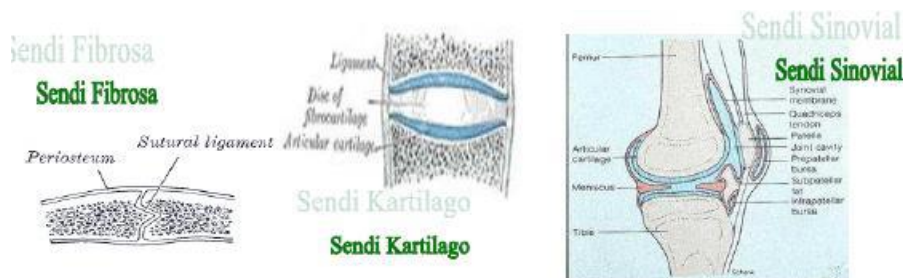 Sendi Fibrosa
Sendi Fibrosa
Periosteum
Sutural ligament
Ligament
Disc of
fibrocartilage
Articular cartilage
Sendi Kartilago
Sendi Kartilago
Sendi Sinovial
Sendi Sinovial
Femur
Synovial
membrane
Quadriceps
tendon
Patella
Joint cavity
Prepatellar
bursa
Subpatellar
fat
Infrapatellar
bursa
Articular
cartilage
Meniscus
Tibia